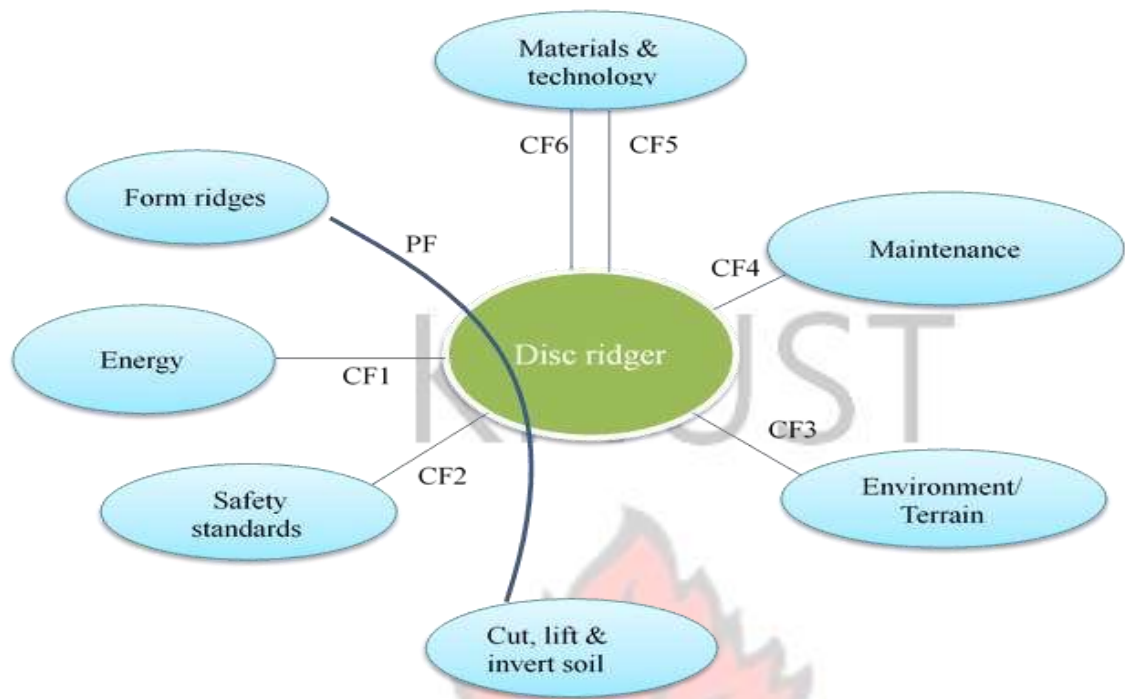 Materials &
technology
CF6
CF5
Form ridges
PF
Maintenance
CF4
Energy
CF1
Disc ridger
KNUST
CF3
CF2
Environment/
Terrain
Safety
standards
Cut, lift &
invert soil